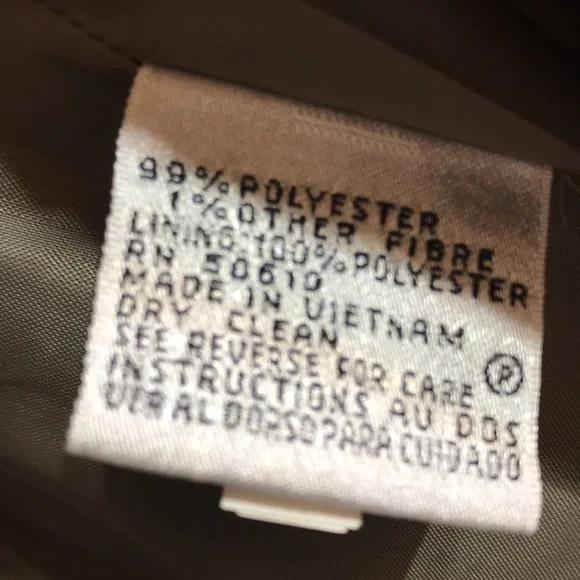 99% POLYESTER
1% OTHER FIBRE
LINING: 100% POLYESTER
RN 50610
MADE IN VIETNAM
DRY CLEAN Ⓟ
SEE REVERSE FOR CARE
INSTRUCTIONS AU DOS
VER AL DORSO PARA CUIDADO